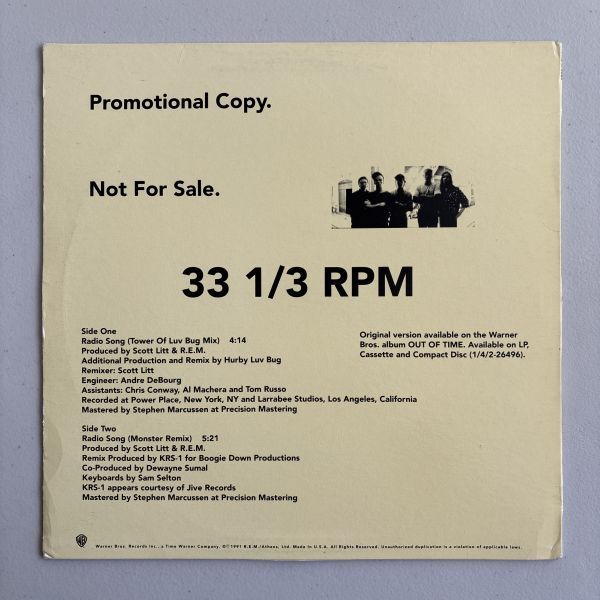 Promotional Copy.
Not For Sale.
33 1/3 RPM
Side One
Radio Song (Tower Of Luv Bug Mix) 4:14
Produced by Scott Litt & R.E.M.
Additional Production and Remix by Hurby Luv Bug
Remixer: Scott Litt
Engineer: Andre DeBourg
Assistants: Chris Conway, Al Machera and Tom Russo
Recorded at Power Place, New York, NY and Larrabee Studios, Los Angeles, California
Mastered by Stephen Marcussen at Precision Mastering
Original version available on the Warner
Bros. album OUT OF TIME. Available on LP,
Cassette and Compact Disc (1/4/2-26496).
Side Two
Radio Song (Monster Remix) 5:21
Produced by Scott Litt & R.E.M.
Remix Produced by KRS-1 for Boogie Down Productions
Co-Produced by Dewayne Sumal
Keyboards by Sam Selton
KRS-1 appears courtesy of Jive Records
Mastered by Stephen Marcussen at Precision Mastering
WB
Warner Bros. Records Inc., a Time Warner Company. ©℗1991 R.E.M./Athens, Ltd. Made In U.S.A. All Rights Reserved. Unauthorized duplication is a violation of applicable laws.